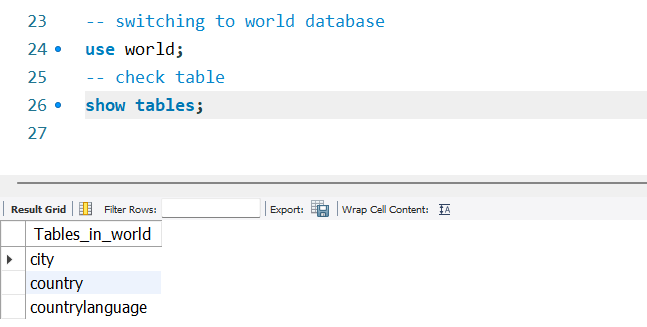 23 -- switching to world database
24 use world;
25 -- check table
26 show tables;
27
Result Grid Filter Rows: Export: Wrap Cell Content: IA
Tables_in_world
city
country
countrylanguage